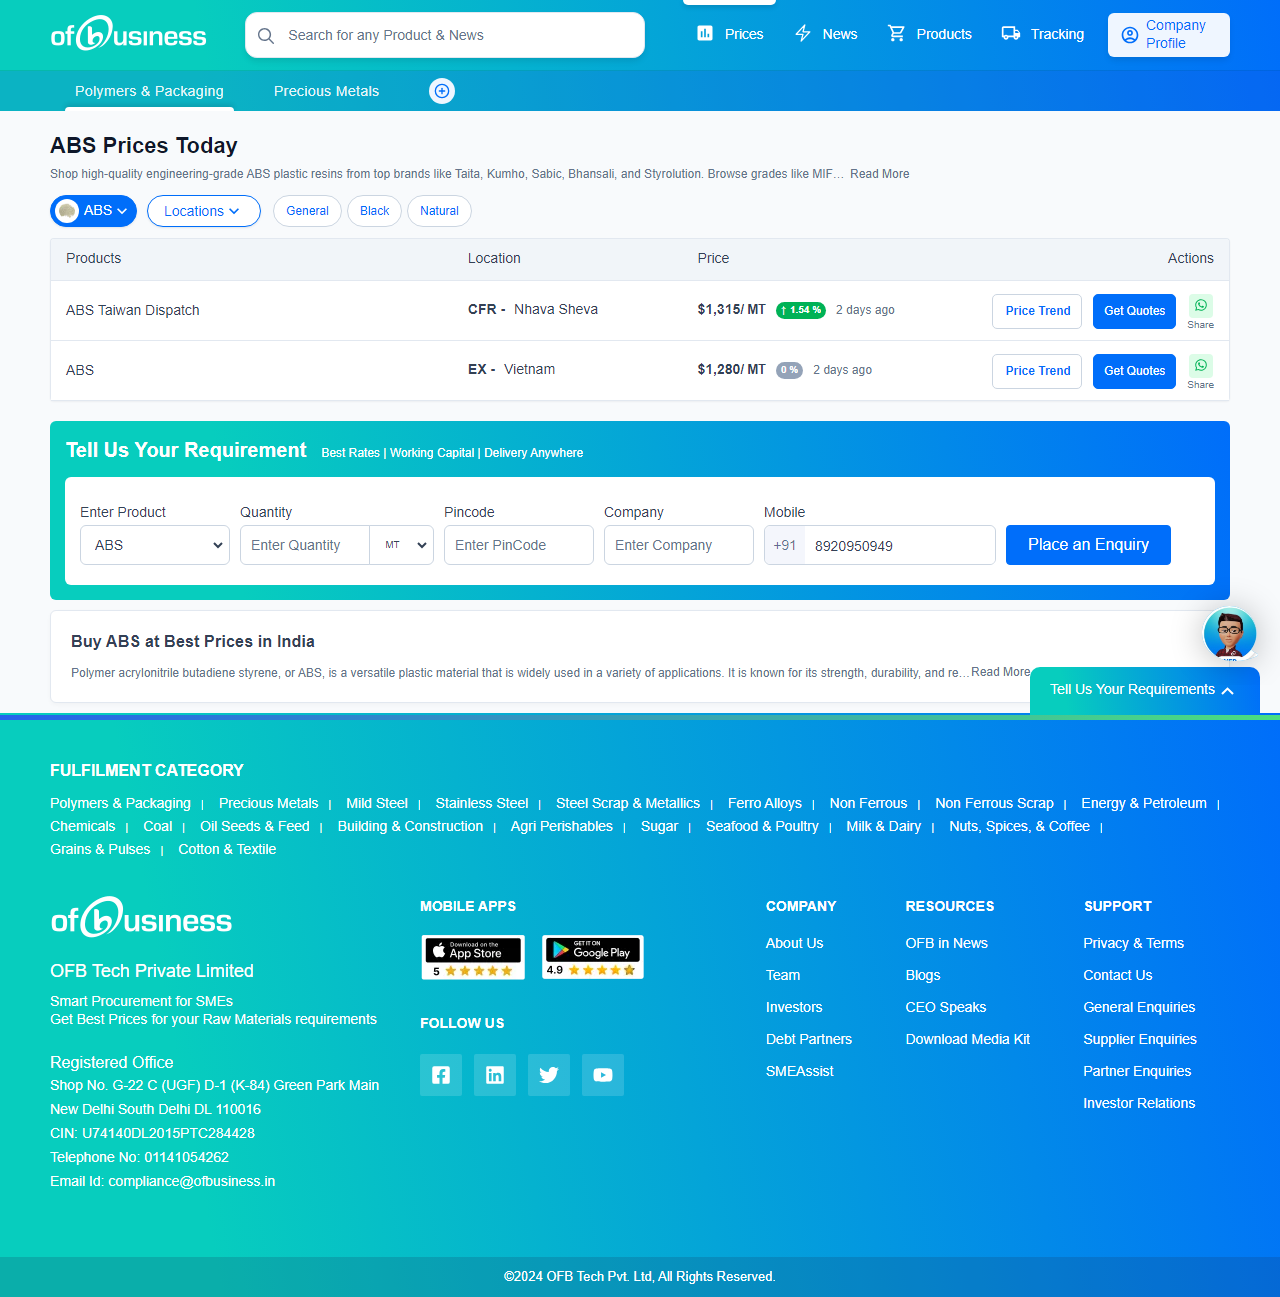 ofbusiness
Search for any Product & News
Prices
News
Products
Tracking
Company Profile
Polymers & Packaging
Precious Metals
ABS Prices Today
Shop high-quality engineering-grade ABS plastic resins from top brands like Taita, Kumho, Sabic, Bhansali, and Styrolution. Browse grades like MIF... Read More
ABS
Locations
General
Black
Natural
Products Location Price Actions
ABS Taiwan Dispatch CFR - Nhava Sheva $1,315/ MT ↑ 1.54 % 2 days ago Price Trend Get Quotes Share
ABS EX - Vietnam $1,280/ MT 0 % 2 days ago Price Trend Get Quotes Share
Tell Us Your Requirement Best Rates | Working Capital | Delivery Anywhere
Enter Product Quantity Pincode Company Mobile
ABS Enter Quantity MT Enter PinCode Enter Company +91 8920950949 Place an Enquiry
Buy ABS at Best Prices in India
Polymer acrylonitrile butadiene styrene, or ABS, is a versatile plastic material that is widely used in a variety of applications. It is known for its strength, durability, and re... Read More
Tell Us Your Requirements
FULFILMENT CATEGORY
Polymers & Packaging | Precious Metals | Mild Steel | Stainless Steel | Steel Scrap & Metallics | Ferro Alloys | Non Ferrous | Non Ferrous Scrap | Energy & Petroleum |
Chemicals | Coal | Oil Seeds & Feed | Building & Construction | Agri Perishables | Sugar | Seafood & Poultry | Milk & Dairy | Nuts, Spices, & Coffee |
Grains & Pulses | Cotton & Textile
ofbusiness
OFB Tech Private Limited
Smart Procurement for SMEs
Get Best Prices for your Raw Materials requirements
Registered Office
Shop No. G-22 C (UGF) D-1 (K-84) Green Park Main
New Delhi South Delhi DL 110016
CIN: U74140DL2015PTC284428
Telephone No: 01141054262
Email Id: compliance@ofbusiness.in
MOBILE APPS
Download on the
App Store
5
GET IT ON
Google Play
4.9
FOLLOW US
COMPANY
About Us
Team
Investors
Debt Partners
SMEAssist
RESOURCES
OFB in News
Blogs
CEO Speaks
Download Media Kit
SUPPORT
Privacy & Terms
Contact Us
General Enquiries
Supplier Enquiries
Partner Enquiries
Investor Relations
©2024 OFB Tech Pvt. Ltd, All Rights Reserved.